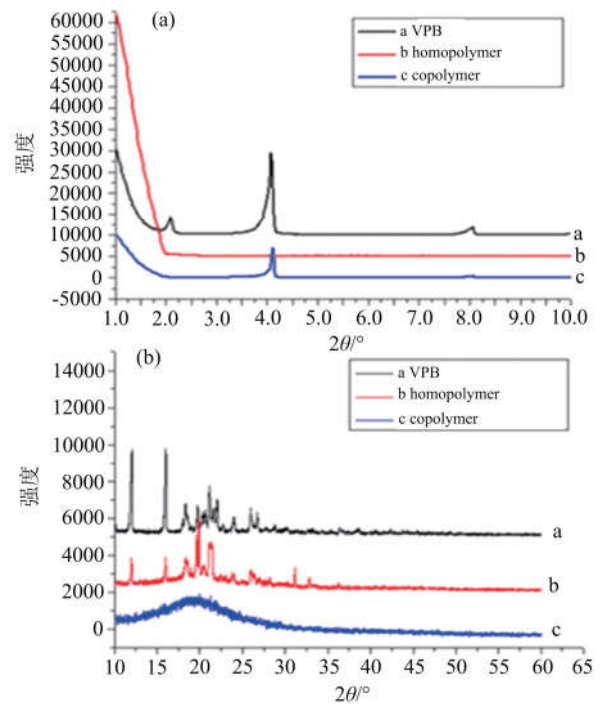 (a)
a VPB
b homopolymer
c copolymer
强度
60000
55000
50000
45000
40000
35000
30000
25000
20000
15000
10000
5000
0
-5000
a
b
c
1.0 2.0 3.0 4.0 5.0 6.0 7.0 8.0 9.0 10.0
2θ/°
(b)
a VPB
b homopolymer
c copolymer
强度
14000
12000
10000
8000
6000
4000
2000
0
a
b
c
10 15 20 25 30 35 40 45 50 55 60 65
2θ/°